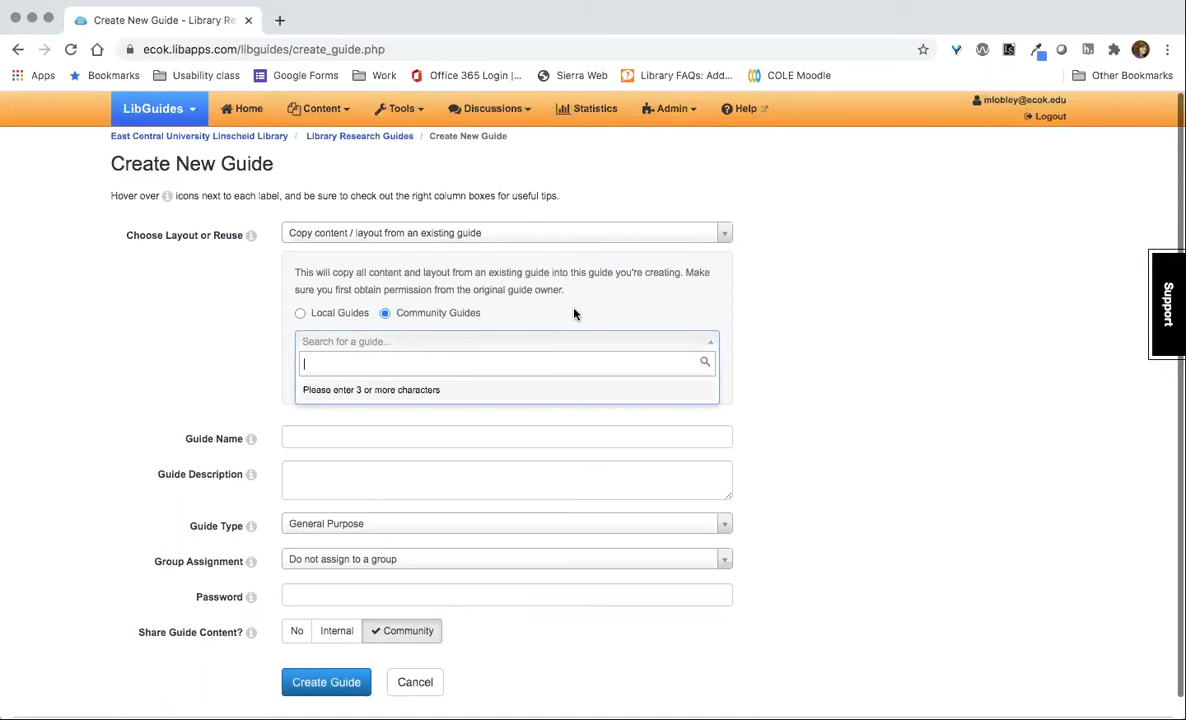 Create New Guide - Library Re
ecok.libapps.com/libguides/create_guide.php
Apps Bookmarks Usability class Google Forms Work Office 365 Login |... Sierra Web Library FAQs: Add... COLE Moodle Other Bookmarks
LibGuides Home Content Tools Discussions Statistics Admin Help
mlobley@ecok.edu
Logout
East Central University Linscheid Library / Library Research Guides / Create New Guide
Create New Guide
Hover over icons next to each label, and be sure to check out the right column boxes for useful tips.
Choose Layout or Reuse Copy content / layout from an existing guide
This will copy all content and layout from an existing guide into this guide you're creating. Make
sure you first obtain permission from the original guide owner.
Local Guides Community Guides
Search for a guide...
Please enter 3 or more characters
Support
Guide Name
Guide Description
Guide Type General Purpose
Group Assignment Do not assign to a group
Password
Share Guide Content? No Internal Community
Create Guide Cancel